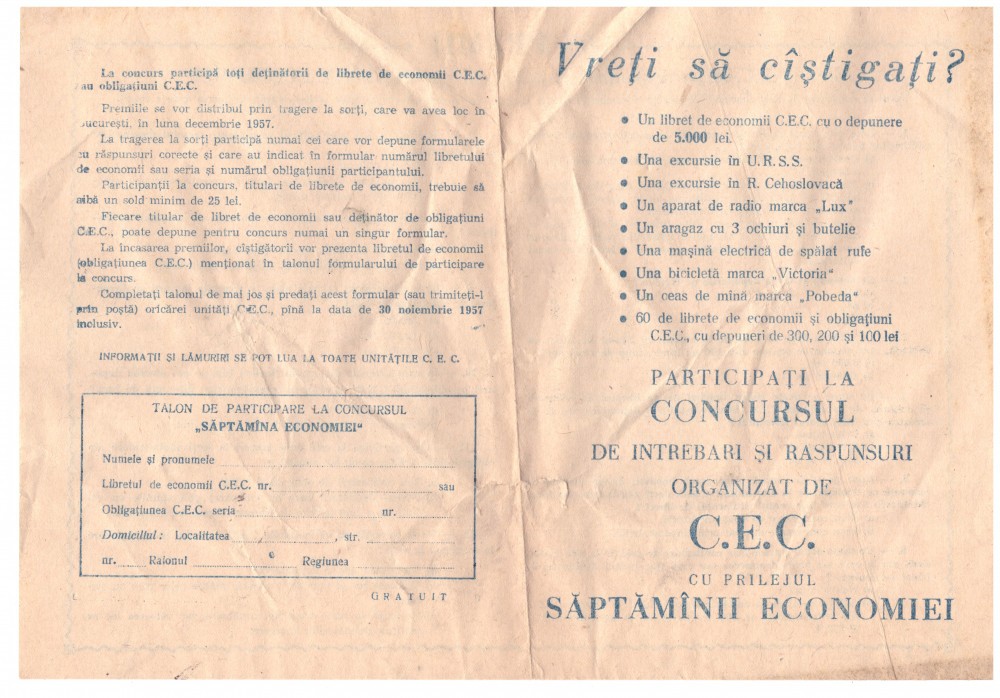 La concurs participă toți deținătorii de librete de economii C.E.C.
sau obligațiuni C.E.C.
Premiile se vor distribui prin tragere la sorți, care va avea loc în
București, în luna decembrie 1957.
La tragerea la sorți participă numai cei care vor depune formularele
cu răspunsuri corecte și care au indicat în formular numărul libretului
de economii sau seria și numărul obligațiunii participantului.
Participanții la concurs, titulari de librete de economii, trebuie să
aibă un sold minim de 25 lei.
Fiecare titular de libret de economii sau deținător de obligațiuni
C.E.C., poate depune pentru concurs numai un singur formular.
La încasarea premiilor, cîștigătorii vor prezenta libretul de economii
(obligațiunea C.E.C.) menționat în talonul formularului de participare
la concurs.
Completați talonul de mai jos și predați acest formular (sau trimiteți-l
prin poștă) oricărei unități C.E.C., pînă la data de 30 noiembrie 1957
inclusiv.
INFORMAȚII ȘI LĂMURIRI SE POT LUA LA TOATE UNITĂȚILE C. E. C.
TALON DE PARTICIPARE LA CONCURSUL
„SĂPTĂMÎNA ECONOMIEI“
Numele și pronumele
Libretul de economii C.E.C. nr. sau
Obligațiunea C.E.C. seria nr.
Domiciliul : Localitatea , str.
nr. Raionul Regiunea
GRATUIT
Vreți să cîștigați?
• Un libret de economii C.E.C. cu o depunere
de 5.000 lei.
• Una excursie în U.R.S.S.
• Una excursie în R. Cehoslovacă
• Un aparat de radio marca „Lux”
• Un aragaz cu 3 ochiuri și butelie
• Una mașină electrică de spălat rufe
• Una bicicletă marca „Victoria“
• Un ceas de mînă marca „Pobeda“
• 60 de librete de economii și obligațiuni
C.E.C., cu depuneri de 300, 200 și 100 lei
PARTICIPAȚI LA
CONCURSUL
DE INTREBARI ȘI RASPUNSURI
ORGANIZAT DE
C.E.C.
CU PRILEJUL
SĂPTĂMÎNII ECONOMIEI